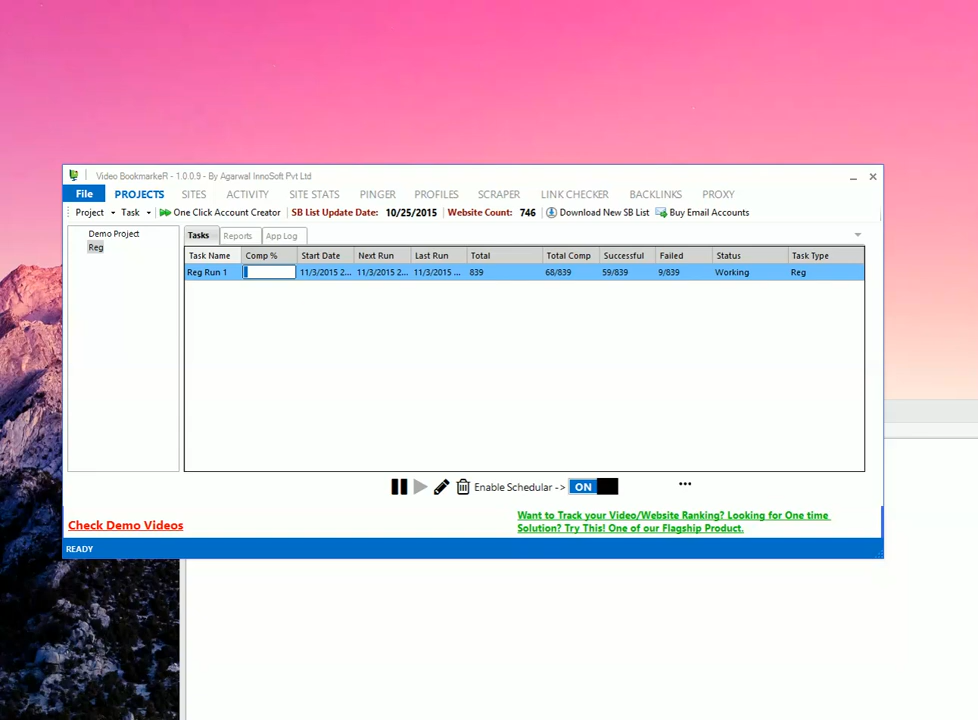 Video BookmarkeR - 1.0.0.9 - By Agarwal InnoSoft Pvt Ltd
File PROJECTS SITES ACTIVITY SITE STATS PINGER PROFILES SCRAPER LINK CHECKER BACKLINKS PROXY
Project Task One Click Account Creator SB List Update Date: 10/25/2015 Website Count: 746 Download New SB List Buy Email Accounts
Demo Project
Reg
Tasks Reports App Log
Task Name Comp % Start Date Next Run Last Run Total Total Comp Successful Failed Status Task Type
Reg Run 1 11/3/2015 2... 11/3/2015 2... 11/3/2015 ... 839 68/839 59/839 9/839 Working Reg
Enable Schedular -> ON
...
Check Demo Videos
Want to Track your Video/Website Ranking? Looking for One time
Solution? Try This! One of our Flagship Product.
READY